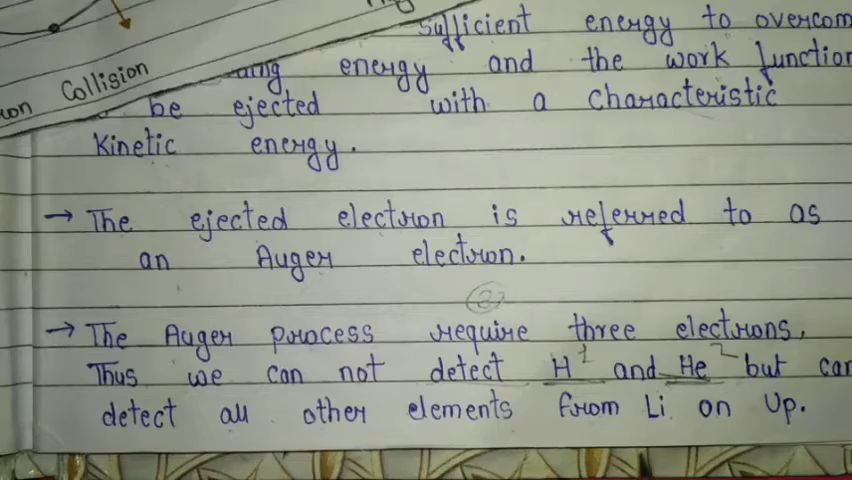 sufficient energy to overcom
energy and the work function
be ejected with a characteristic
Kinetic energy.
→ The ejected electron is referred to as
an Auger electron.
(3)
→ The Auger process require three electrons,
Thus we can not detect H¹ and He² but can
detect all other elements from Li on Up.
Collision